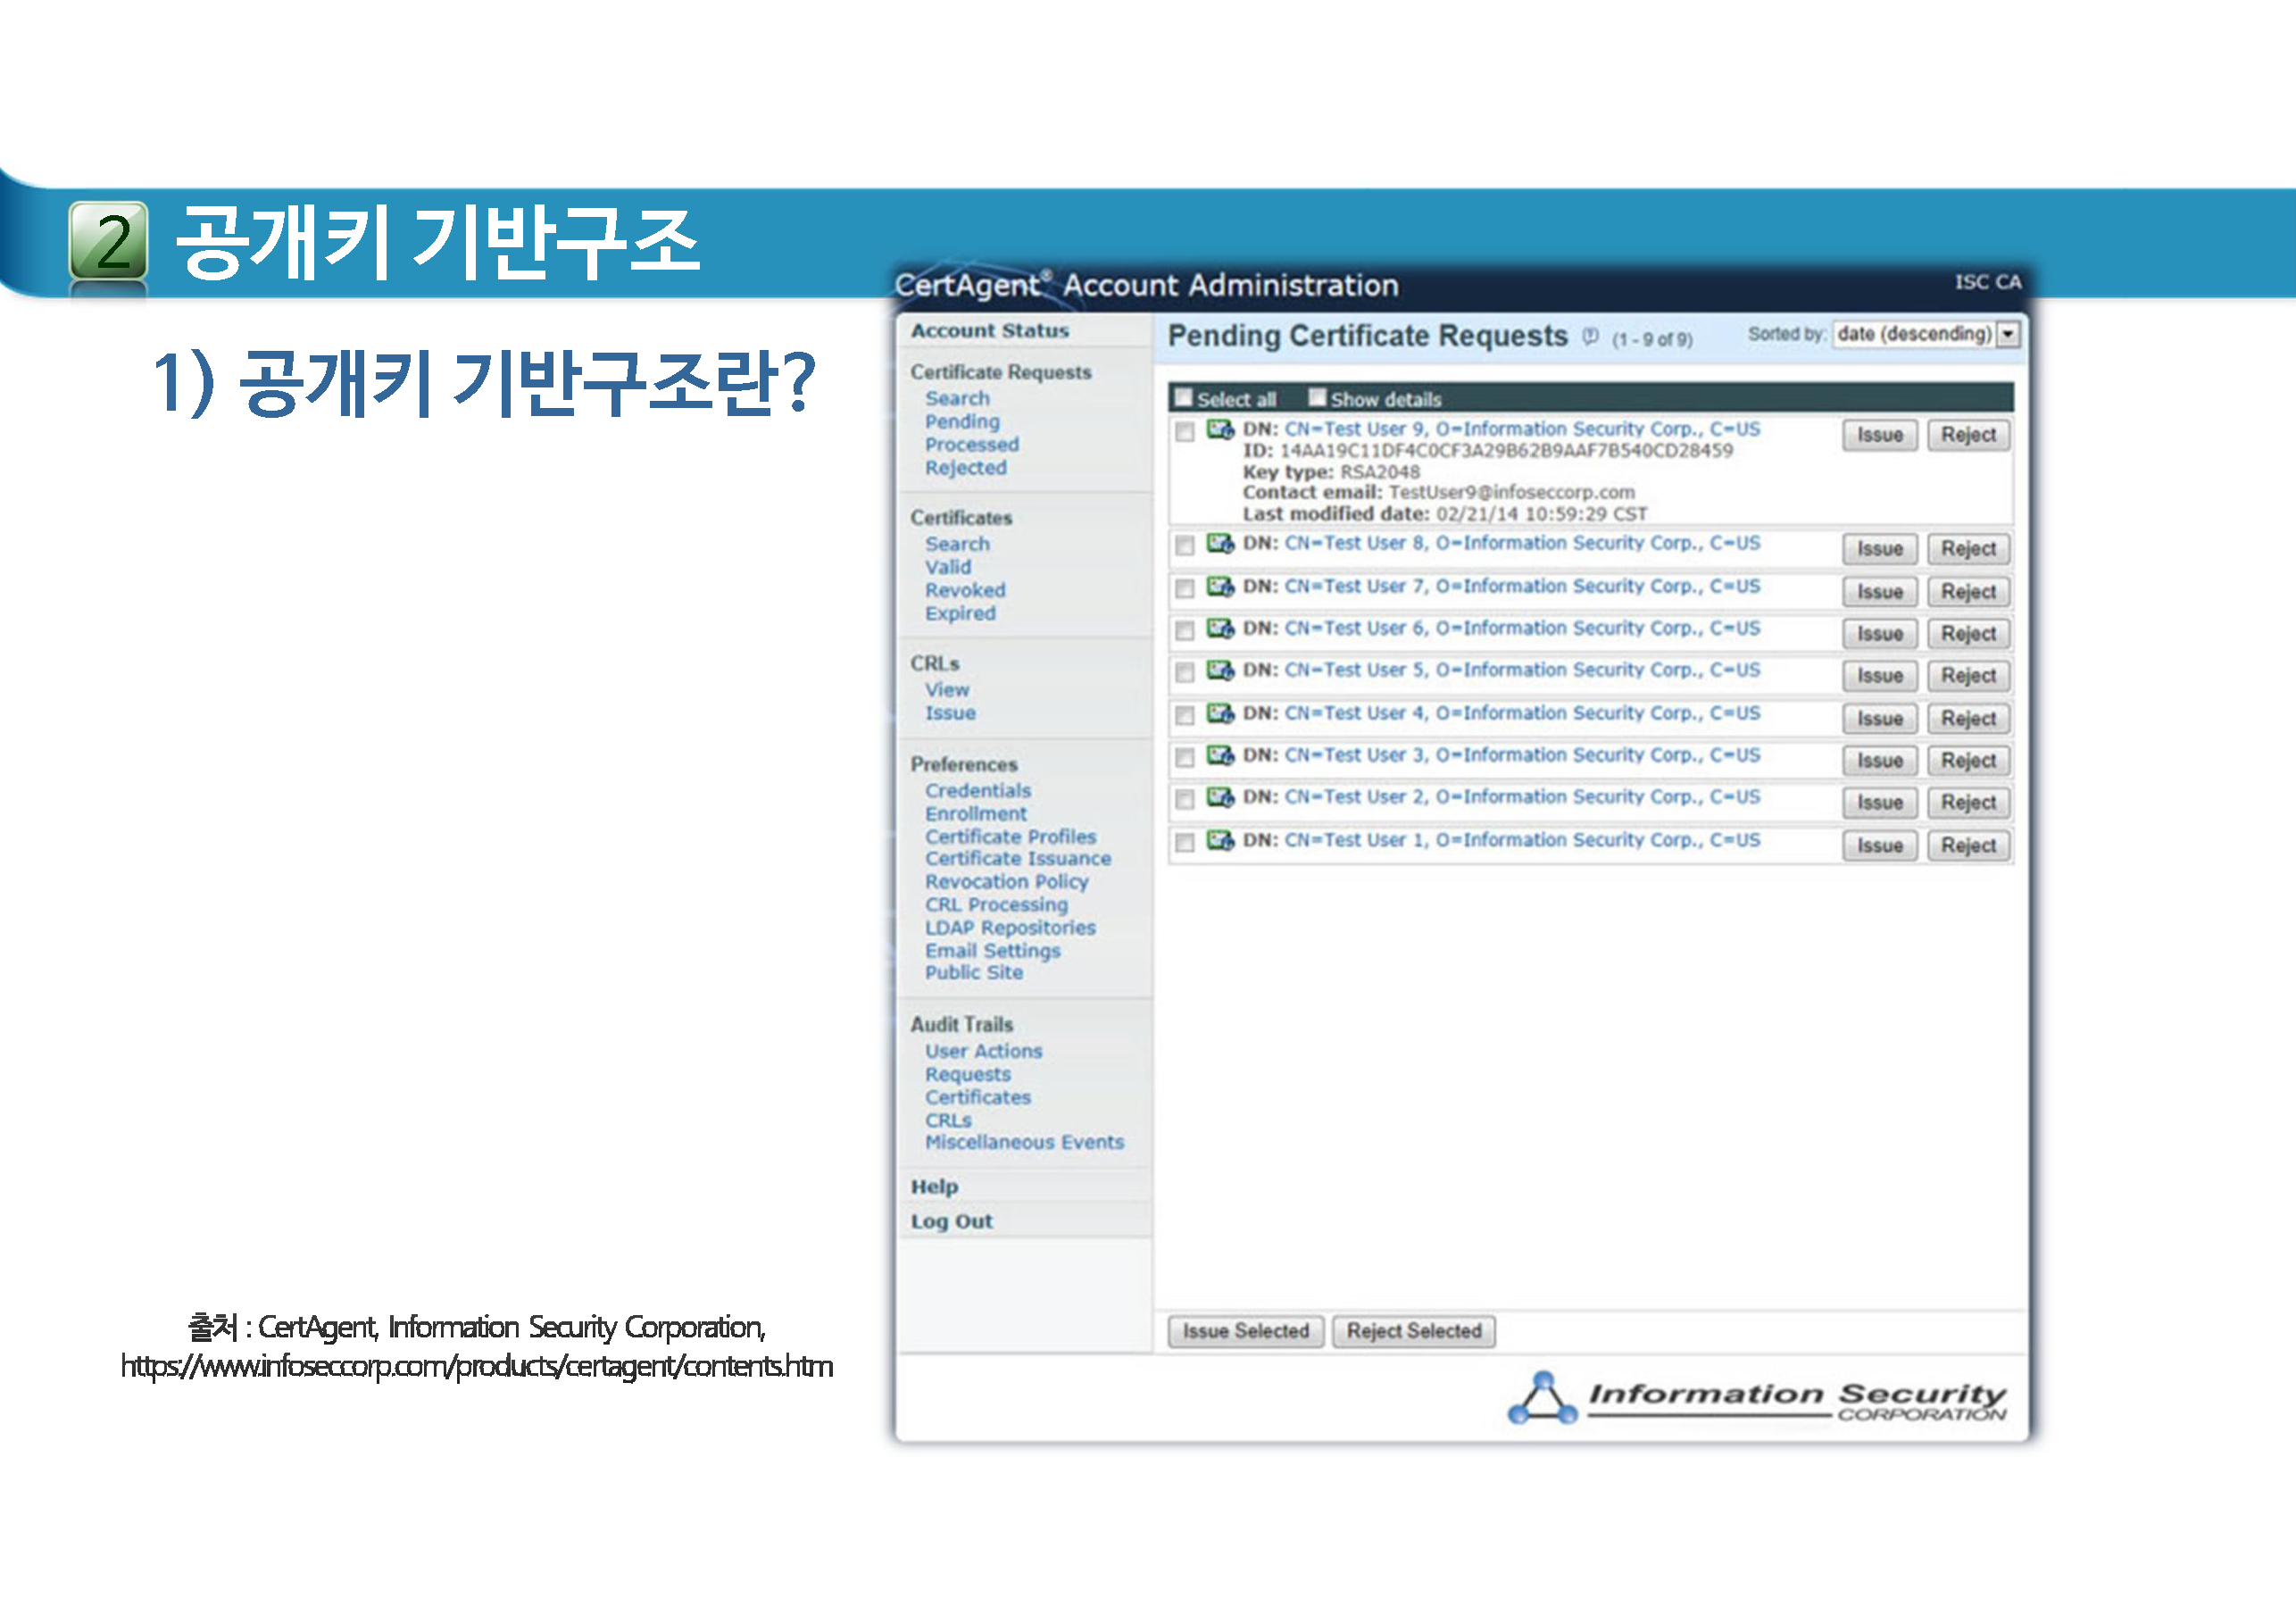 2 공개키 기반구조
1) 공개키 기반구조란?
CertAgent® Account Administration
ISC CA
Account Status
Certificate Requests
Search
Pending
Processed
Rejected
Certificates
Search
Valid
Revoked
Expired
CRLs
View
Issue
Preferences
Credentials
Enrollment
Certificate Profiles
Certificate Issuance
Revocation Policy
CRL Processing
LDAP Repositories
Email Settings
Public Site
Audit Trails
User Actions
Requests
Certificates
CRLs
Miscellaneous Events
Help
Log Out
Pending Certificate Requests (1 - 9 of 9) Sorted by: date (descending)
Select all Show details
DN: CN=Test User 9, O=Information Security Corp., C=US Issue Reject
ID: 14AA19C11DF4C0CF3A29B62B9AAF7B540CD28459
Key type: RSA2048
Contact email: TestUser9@infoseccorp.com
Last modified date: 02/21/14 10:59:29 CST
DN: CN=Test User 8, O=Information Security Corp., C=US Issue Reject
DN: CN=Test User 7, O=Information Security Corp., C=US Issue Reject
DN: CN=Test User 6, O=Information Security Corp., C=US Issue Reject
DN: CN=Test User 5, O=Information Security Corp., C=US Issue Reject
DN: CN=Test User 4, O=Information Security Corp., C=US Issue Reject
DN: CN=Test User 3, O=Information Security Corp., C=US Issue Reject
DN: CN=Test User 2, O=Information Security Corp., C=US Issue Reject
DN: CN=Test User 1, O=Information Security Corp., C=US Issue Reject
Issue Selected Reject Selected
Information Security
CORPORATION
출처 : CertAgent, Information Security Corporation,
https://www.infoseccorp.com/products/certagent/contents.htm